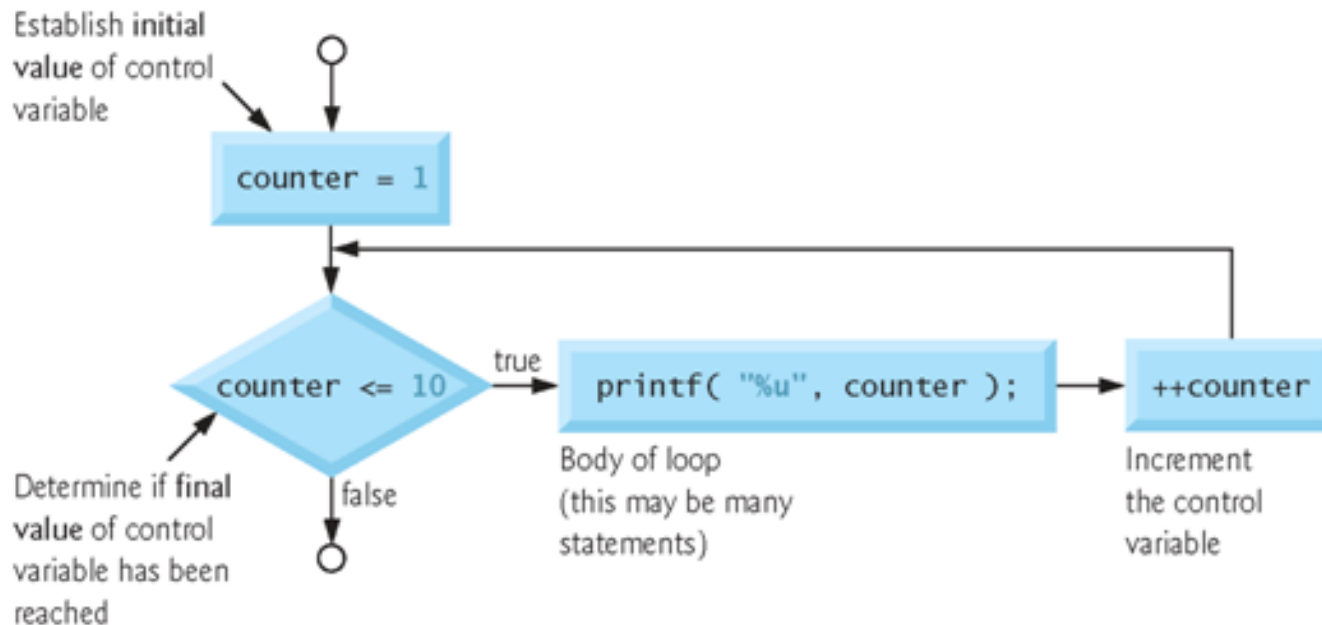 Establish initial
value of control
variable
counter = 1
counter <= 10
true
printf( "%u", counter );
++counter
Body of loop
(this may be many
statements)
Increment
the control
variable
false
Determine if final
value of control
variable has been
reached